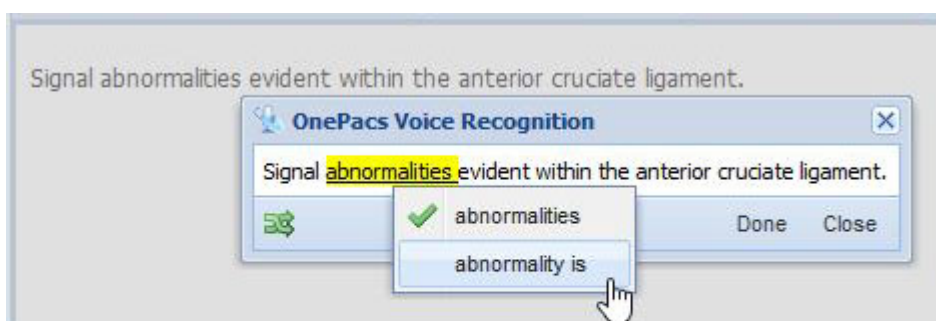 Signal abnormalities evident within the anterior cruciate ligament.
OnePacs Voice Recognition
Signal abnormalities evident within the anterior cruciate ligament.
abnormalities
Done Close
abnormality is